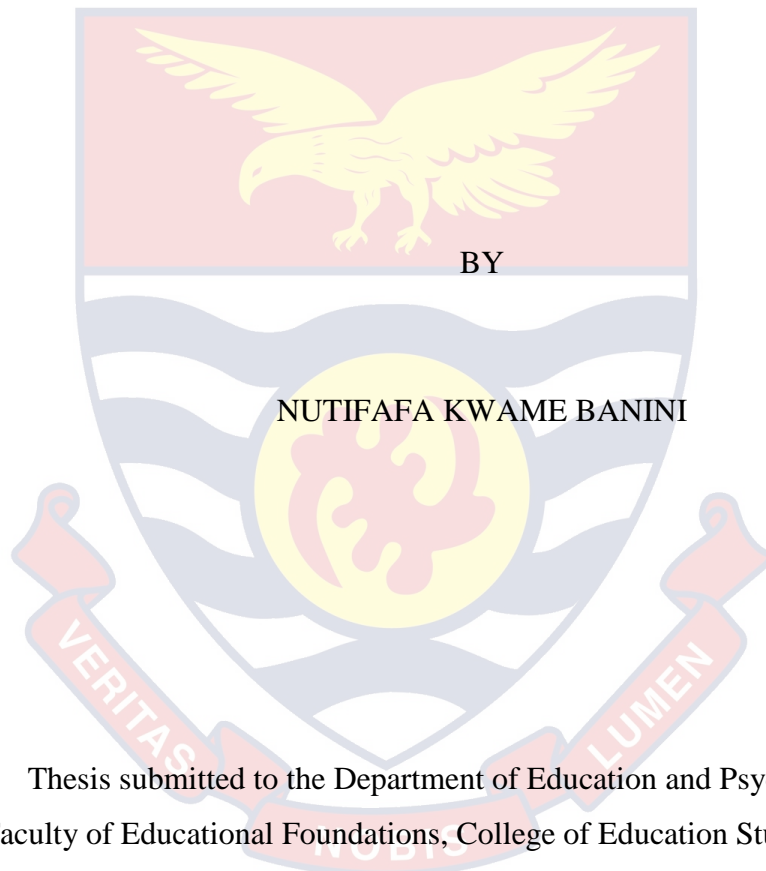 BY
NUTIFAFA KWAME BANINI
VERITAS
NOBIS
LUMEN
Thesis submitted to the Department of Education and Psy
aculty of Educational Foundations, College of Education Stu